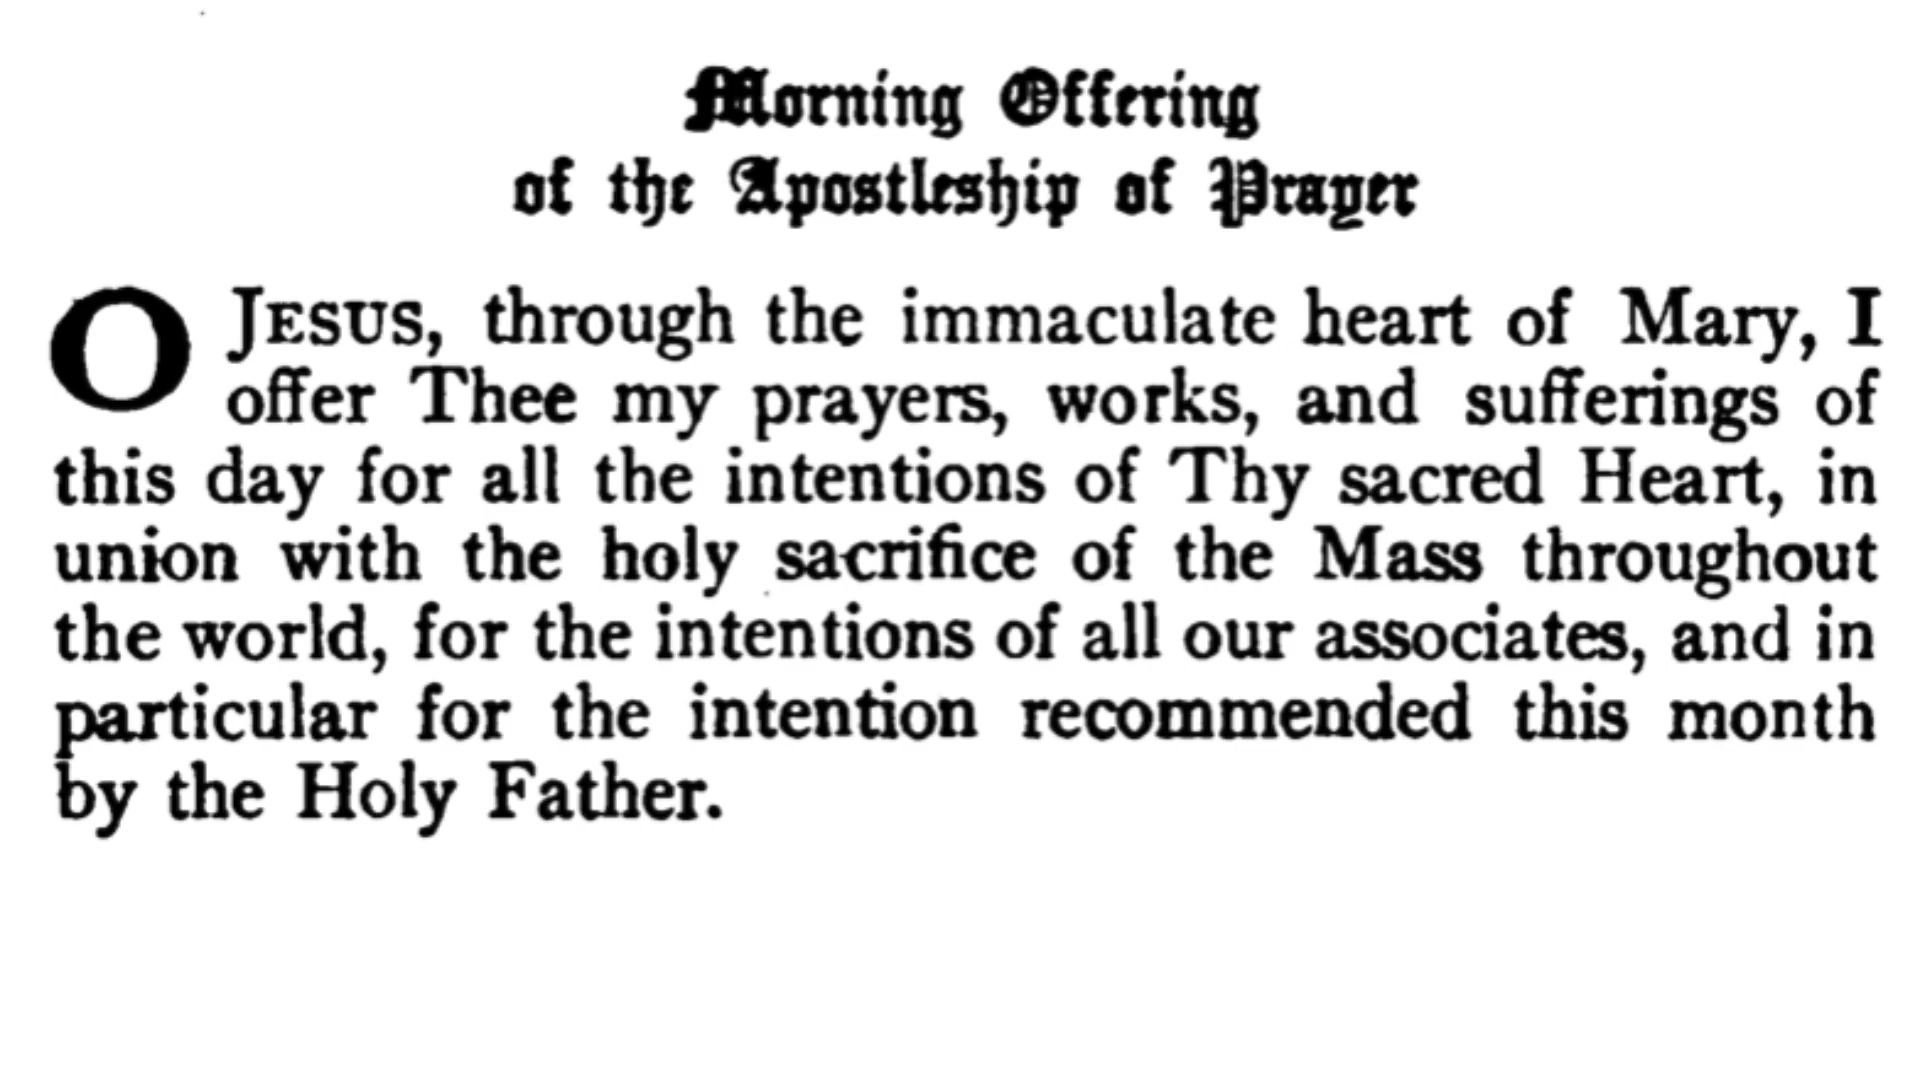 Morning Offering
of the Apostleship of Prayer
O JESUS, through the immaculate heart of Mary, I
offer Thee my prayers, works, and sufferings of
this day for all the intentions of Thy sacred Heart, in
union with the holy sacrifice of the Mass throughout
the world, for the intentions of all our associates, and in
particular for the intention recommended this month
by the Holy Father.